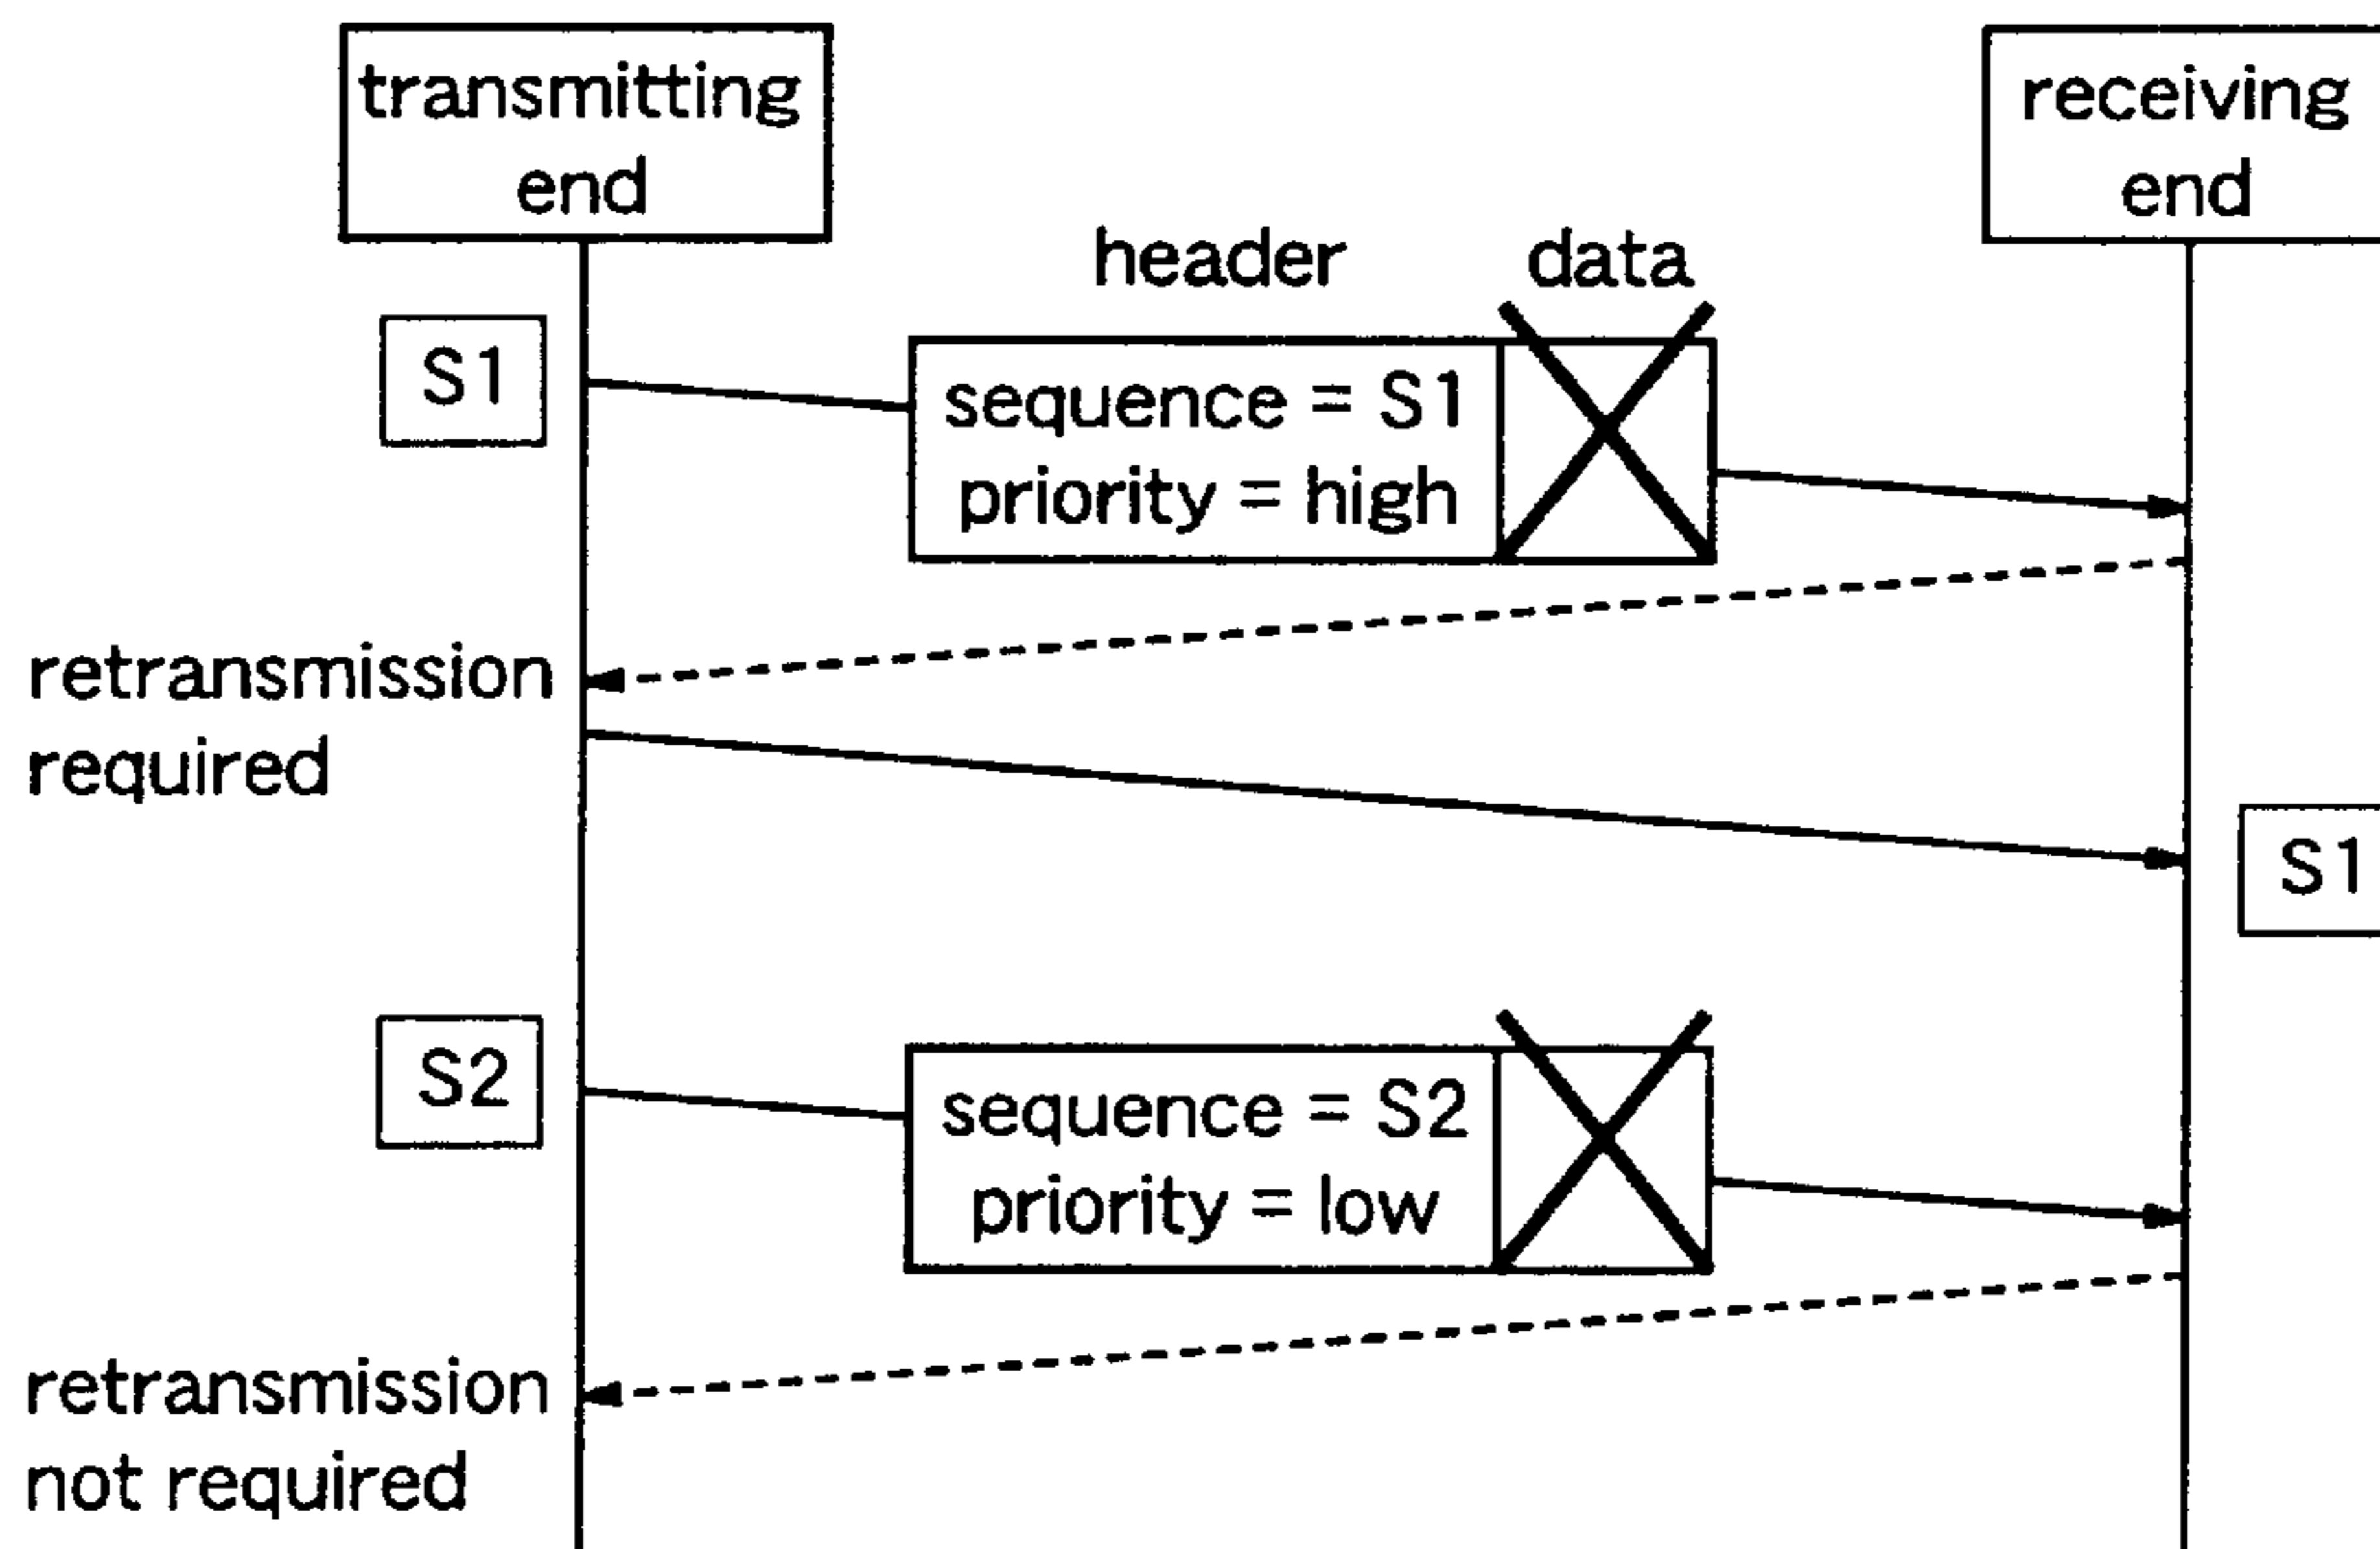 transmitting
end
receiving
end
header
data
S1
sequence = S1
priority = high
retransmission
required
S1
S2
sequence = S2
priority = low
retransmission
not required